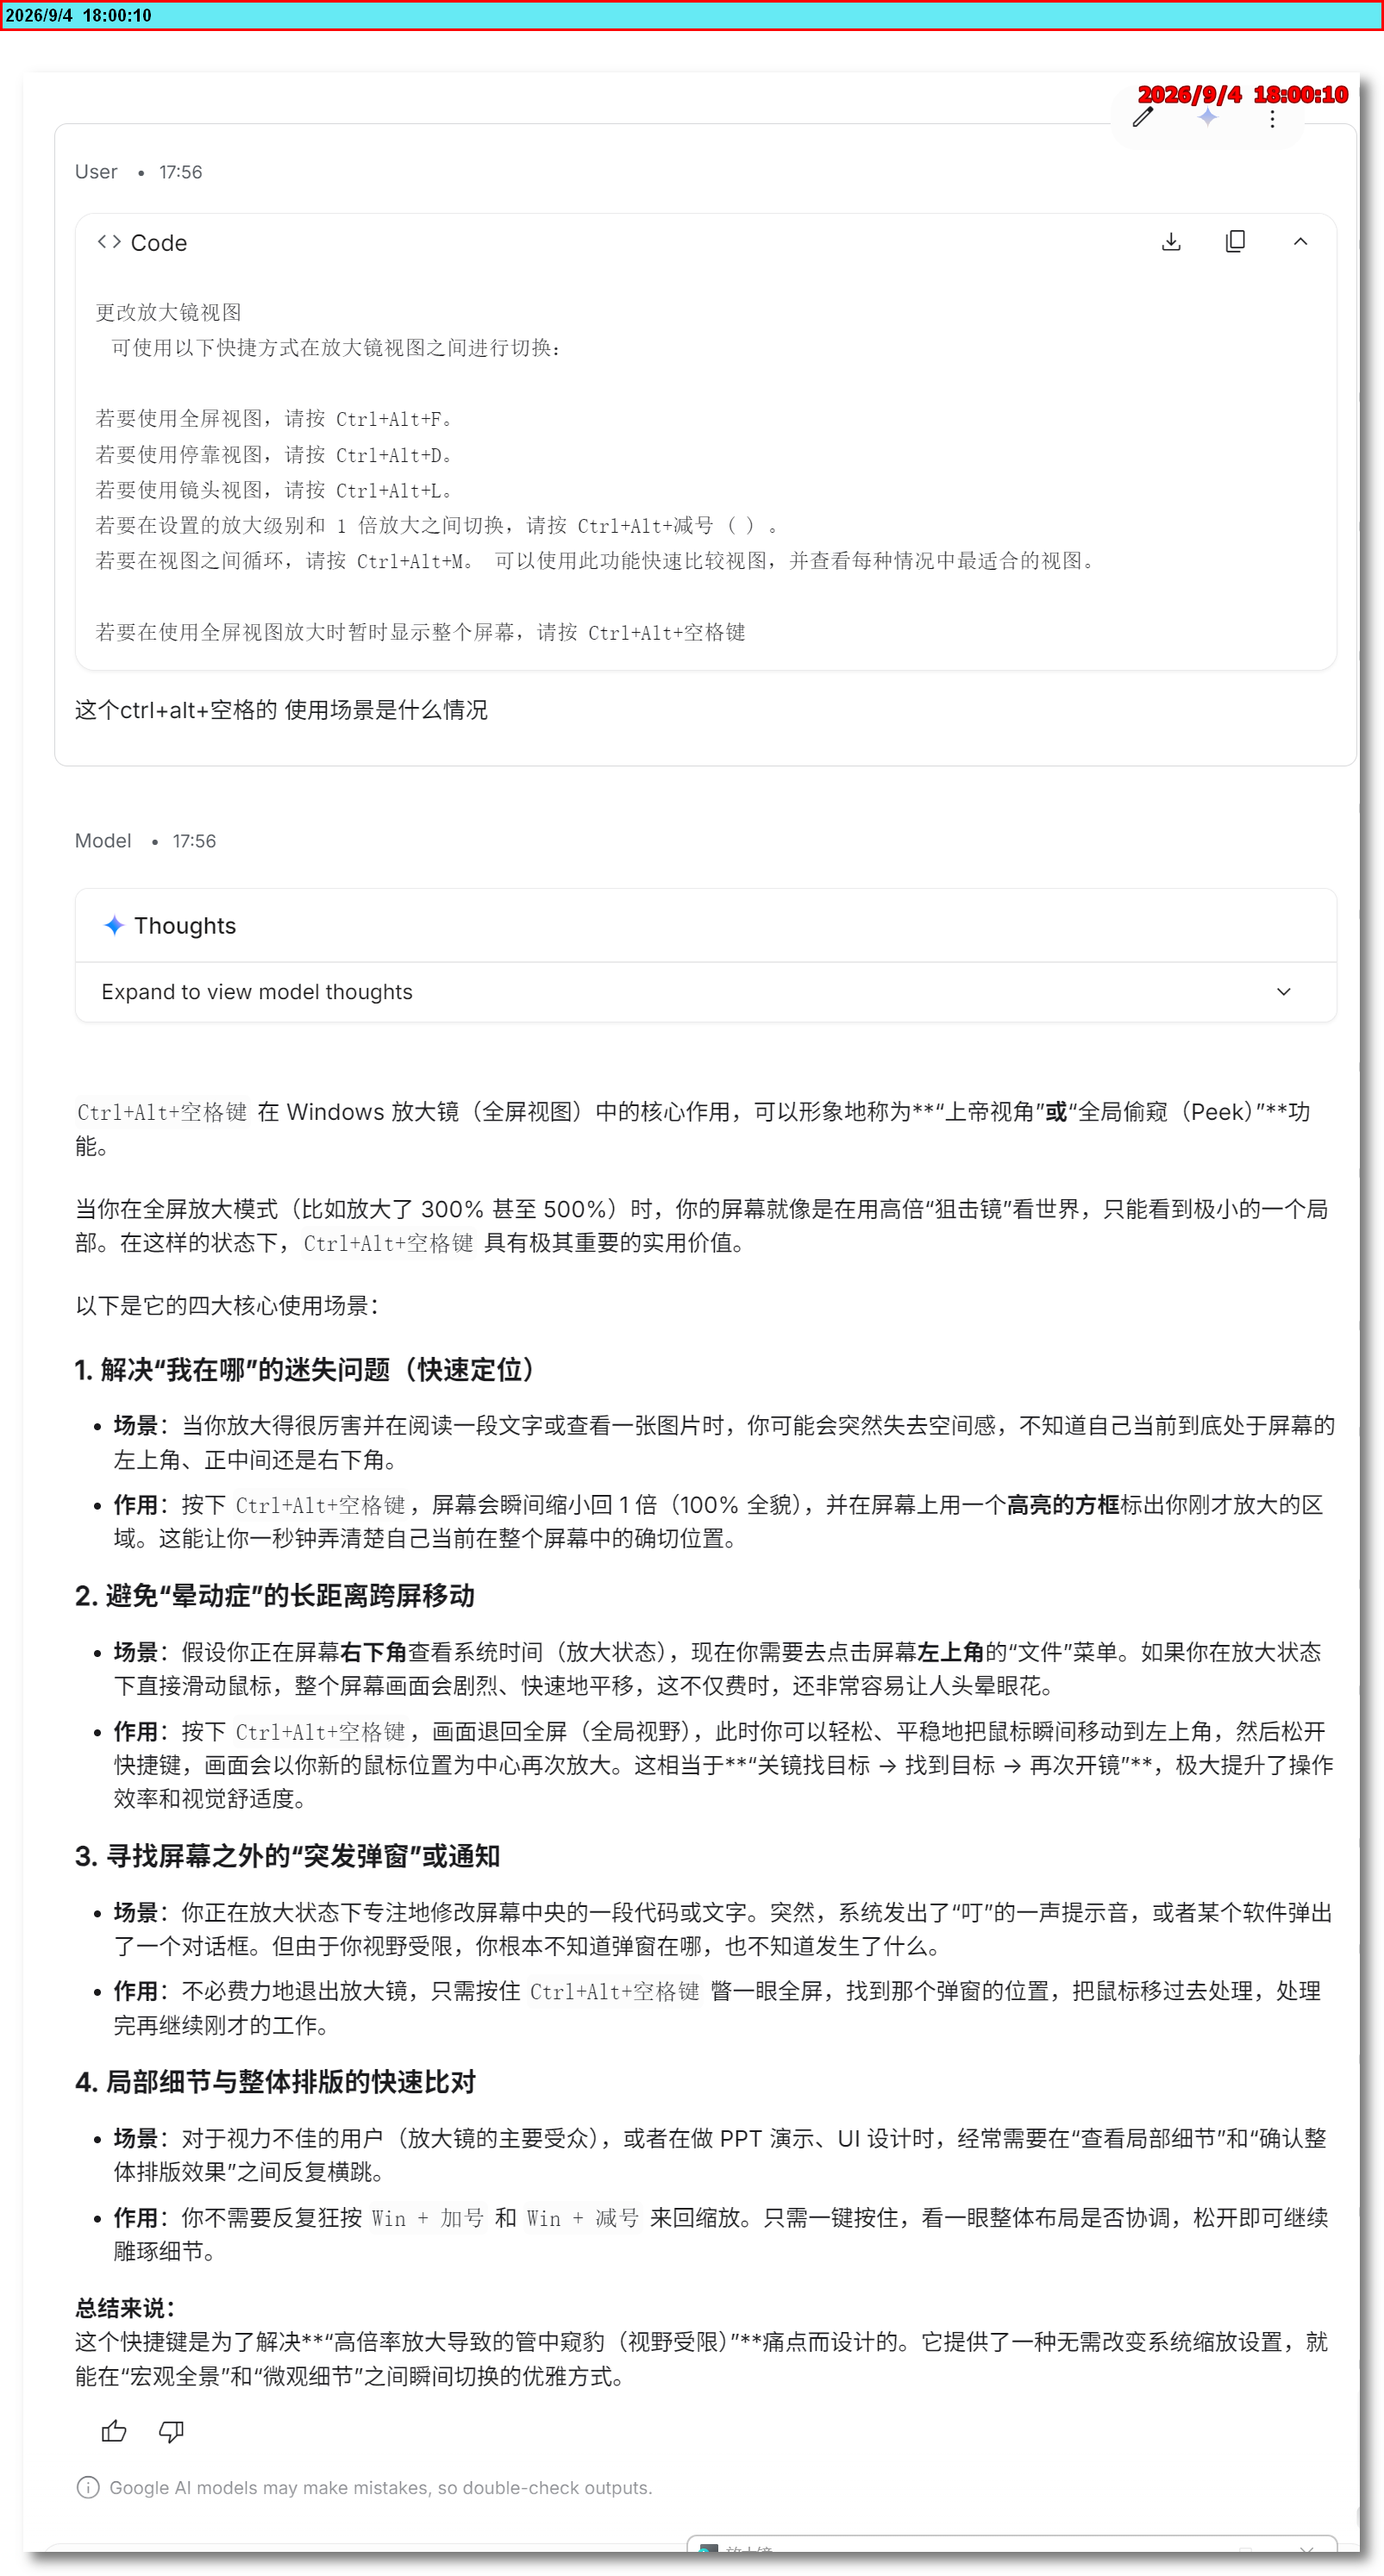 2026/9/4 18:00:10
2026/9/4 18:00:10
User • 17:56
Code
更改放大镜视图
可使用以下快捷方式在放大镜视图之间进行切换：
若要使用全屏视图，请按 Ctrl+Alt+F。
若要使用停靠视图，请按 Ctrl+Alt+D。
若要使用镜头视图，请按 Ctrl+Alt+L。
若要在设置的放大级别和 1 倍放大之间切换，请按 Ctrl+Alt+减号 ( ) 。
若要在视图之间循环，请按 Ctrl+Alt+M。 可以使用此功能快速比较视图，并查看每种情况中最适合的视图。
若要在使用全屏视图放大时暂时显示整个屏幕，请按 Ctrl+Alt+空格键
这个ctrl+alt+空格的 使用场景是什么情况
Model • 17:56
Thoughts
Expand to view model thoughts
Ctrl+Alt+空格键 在 Windows 放大镜（全屏视图）中的核心作用，可以形象地称为**“上帝视角”或“全局偷窥（Peek）”**功
能。
当你在全屏放大模式（比如放大了 300% 甚至 500%）时，你的屏幕就像是在用高倍“狙击镜”看世界，只能看到极小的一个局
部。在这样的状态下，Ctrl+Alt+空格键 具有极其重要的实用价值。
以下是它的四大核心使用场景：
1. 解决“我在哪”的迷失问题（快速定位）
• 场景：当你放大得很厉害并在阅读一段文字或查看一张图片时，你可能会突然失去空间感，不知道自己当前到底处于屏幕的
左上角、正中间还是右下角。
• 作用：按下 Ctrl+Alt+空格键，屏幕会瞬间缩小回 1 倍（100% 全貌），并在屏幕上用一个高亮的方框标出你刚才放大的区
域。这能让你一秒钟弄清楚自己当前在整个屏幕中的确切位置。
2. 避免“晕动症”的长距离跨屏移动
• 场景：假设你正在屏幕右下角查看系统时间（放大状态），现在你需要去点击屏幕左上角的“文件”菜单。如果你在放大状态
下直接滑动鼠标，整个屏幕画面会剧烈、快速地平移，这不仅费时，还非常容易让人头晕眼花。
• 作用：按下 Ctrl+Alt+空格键，画面退回全屏（全局视野），此时你可以轻松、平稳地把鼠标瞬间移动到左上角，然后松开
快捷键，画面会以你新的鼠标位置为中心再次放大。这相当于**“关镜找目标 → 找到目标 → 再次开镜”**，极大提升了操作
效率和视觉舒适度。
3. 寻找屏幕之外的“突发弹窗”或通知
• 场景：你正在放大状态下专注地修改屏幕中央的一段代码或文字。突然，系统发出了“叮”的一声提示音，或者某个软件弹出
了一个对话框。但由于你视野受限，你根本不知道弹窗在哪，也不知道发生了什么。
• 作用：不必费力地退出放大镜，只需按住 Ctrl+Alt+空格键 瞥一眼全屏，找到那个弹窗的位置，把鼠标移过去处理，处理
完再继续刚才的工作。
4. 局部细节与整体排版的快速比对
• 场景：对于视力不佳的用户（放大镜的主要受众），或者在做 PPT 演示、UI 设计时，经常需要在“查看局部细节”和“确认整
体排版效果”之间反复横跳。
• 作用：你不需要反复狂按 Win + 加号 和 Win + 减号 来回缩放。只需一键按住，看一眼整体布局是否协调，松开即可继续
雕琢细节。
总结来说：
这个快捷键是为了解决**“高倍率放大导致的管中窥豹（视野受限）”**痛点而设计的。它提供了一种无需改变系统缩放设置，就
能在“宏观全景”和“微观细节”之间瞬间切换的优雅方式。
Google AI models may make mistakes, so double-check outputs.